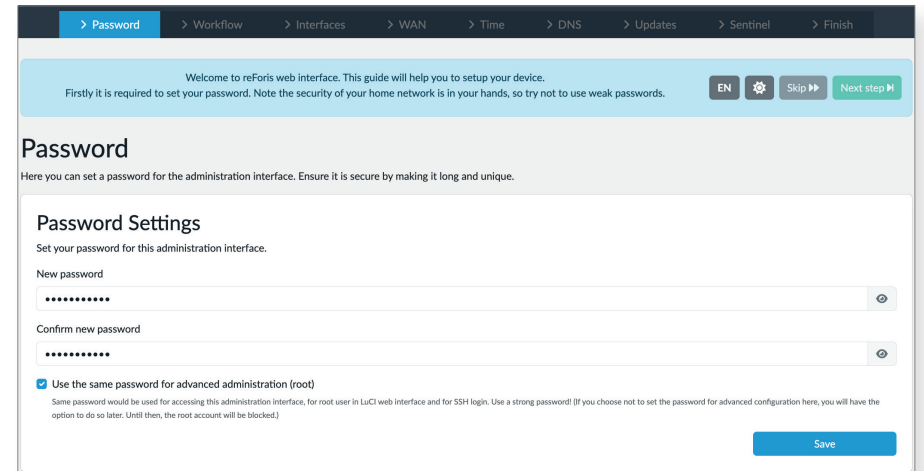 > Password > Workflow > Interfaces > WAN > Time > DNS > Updates > Sentinel > Finish
Welcome to reForis web interface. This guide will help you to setup your device.
Firstly it is required to set your password. Note the security of your home network is in your hands, so try not to use weak passwords.
EN Skip Next step
Password
Here you can set a password for the administration interface. Ensure it is secure by making it long and unique.
Password Settings
Set your password for this administration interface.
New password
•••••••••••
Confirm new password
•••••••••••
Use the same password for advanced administration (root)
Same password would be used for accessing this administration interface, for root user in LuCI web interface and for SSH login. Use a strong password! (If you choose not to set the password for advanced configuration here, you will have the
option to do so later. Until then, the root account will be blocked.)
Save